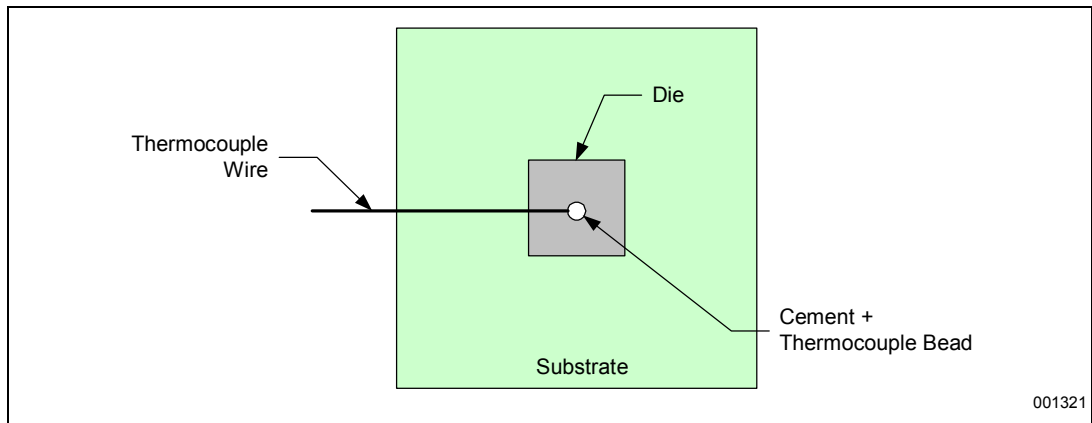 Die
Thermocouple
Wire
Cement +
Thermocouple Bead
Substrate
001321